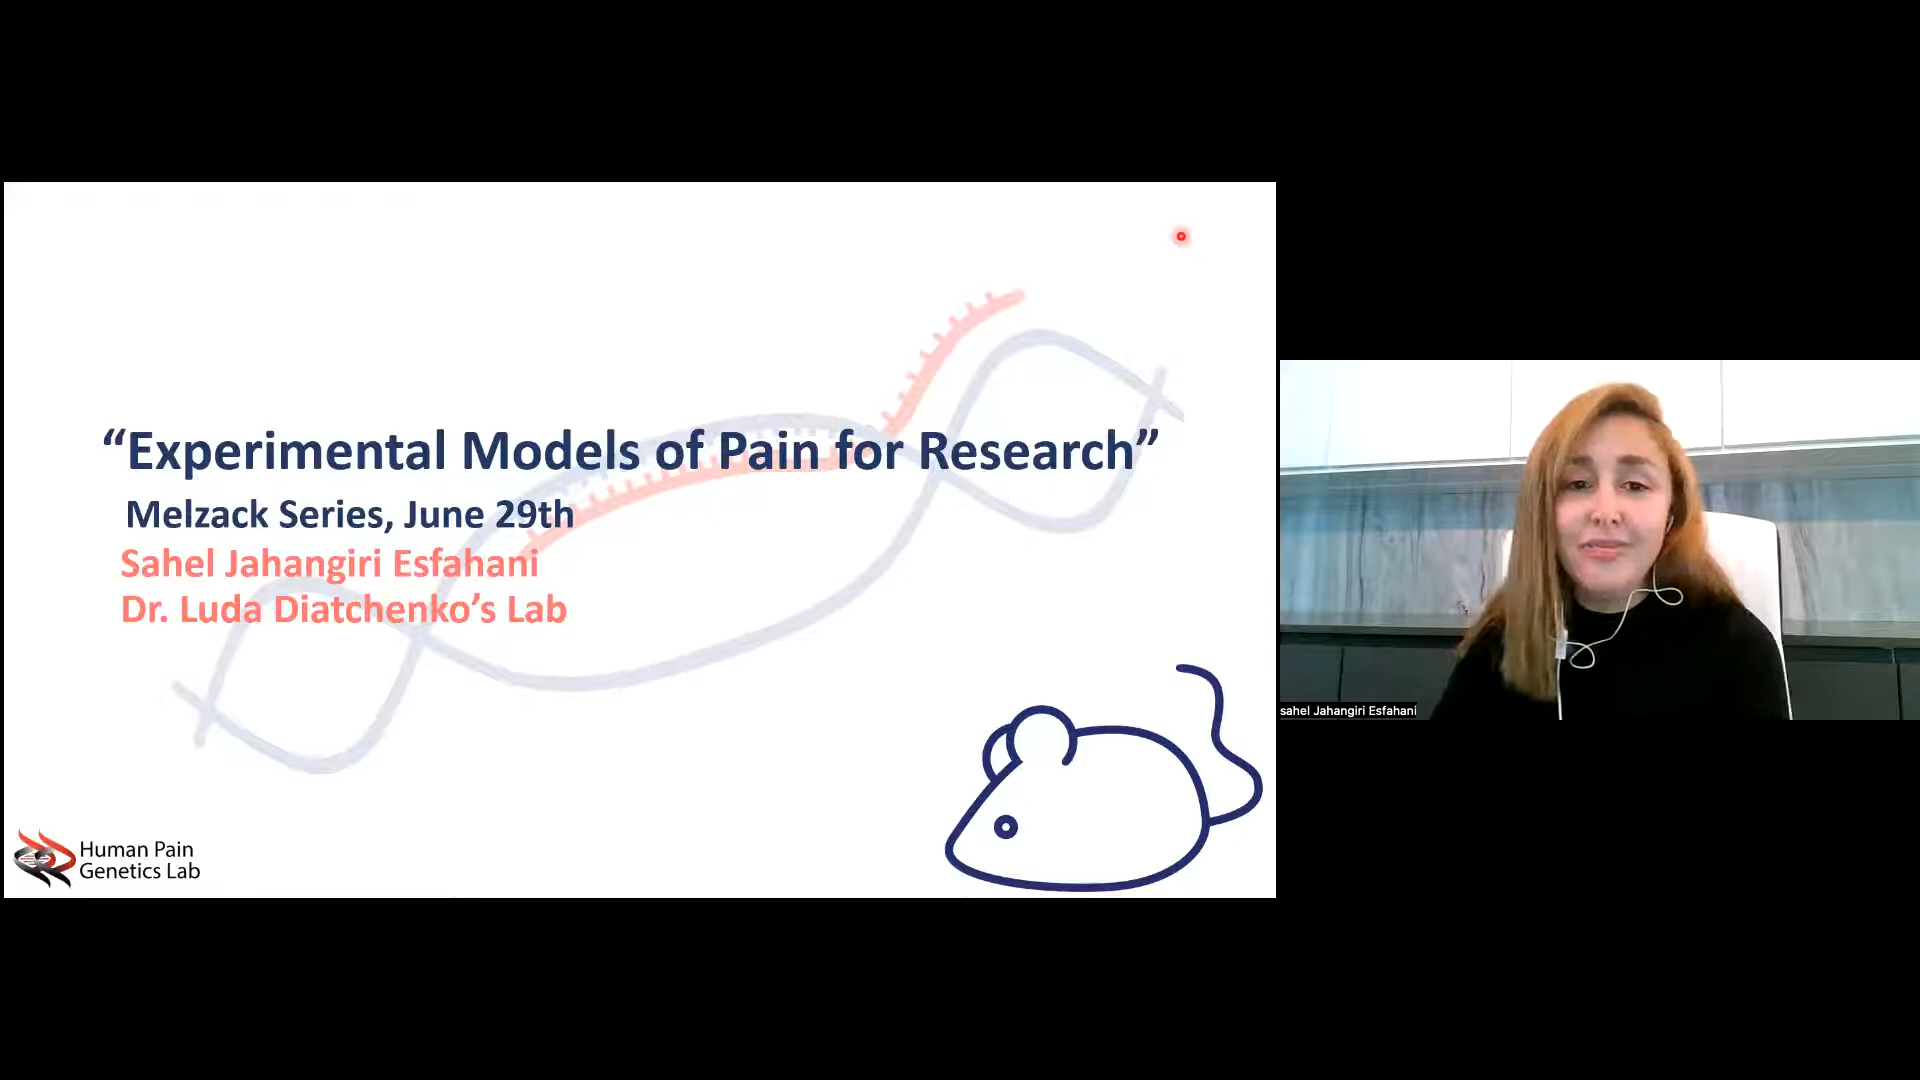 “Experimental Models of Pain for Research”
Melzack Series, June 29th
Sahel Jahangiri Esfahani
Dr. Luda Diatchenko’s Lab
Human Pain
Genetics Lab
sahel Jahangiri Esfahani